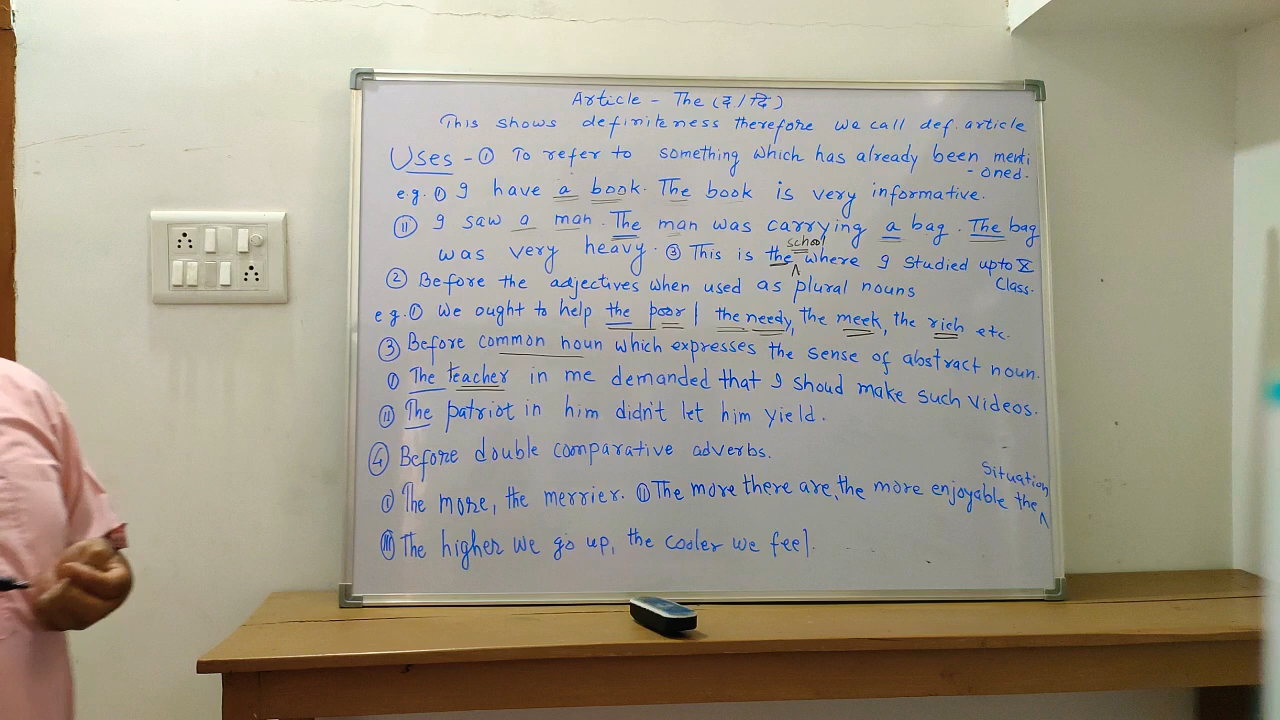 Article - The (द / दि)
This shows definiteness therefore we call def. article
Uses - ① To refer to something which has already been menti
- oned.
e.g. ① I have a book. The book is very informative.
⑪ I saw a man. The man was carrying a bag. The bag
was very heavy. ③ This is the school where I studied upto X
Class.
② Before the adjectives when used as plural nouns
e.g. ① We ought to help the poor / the needy, the meek, the rich etc.
③ Before common noun which expresses the sense of abstract noun.
① The teacher in me demanded that I shoud make such videos.
⑪ The patriot in him didn't let him yield.
④ Before double comparative adverbs.
① The more, the merrier. ⑪ The more there are, the more enjoyable the situation
⑪I The higher we go up, the cooler we feel.